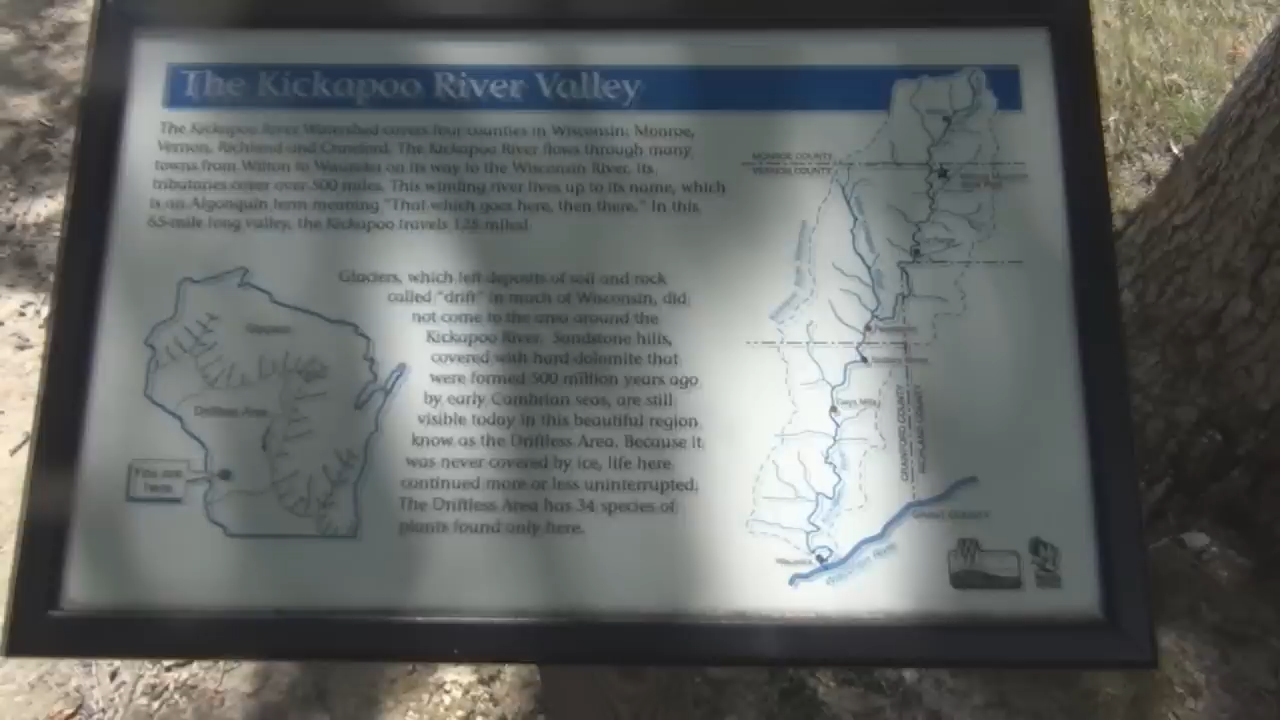 The Kickapoo River Valley
The Kickapoo River Watershed covers four counties in Wisconsin: Monroe,
Vernon, Richland and Crawford. The Kickapoo River flows through many
towns from Wilton to Wauzeka on its way to the Wisconsin River. Its
tributaries cover over 500 miles. This winding river lives up to its name, which
is an Algonquin term meaning "That which goes here, then there." In this
65-mile long valley, the Kickapoo travels 125 miles!
Glaciers, which left deposits of soil and rock
called "drift" in much of Wisconsin, did
not come to the area around the
Kickapoo River. Sandstone hills,
covered with hard dolomite that
were formed 500 million years ago
by early Cambrian seas, are still
visible today in this beautiful region
know as the Driftless Area. Because it
was never covered by ice, life here
continued more or less uninterrupted.
The Driftless Area has 34 species of
plants found only here.
Driftless Area
You are
here
MONROE COUNTY
VERNON COUNTY
Gays Mills
CRAWFORD COUNTY
RICHLAND COUNTY
GRANT COUNTY
Wauzeka
Wisconsin River
W